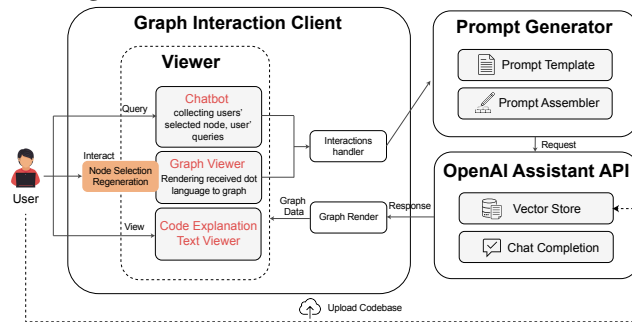 Graph Interaction Client
Viewer
Query
Chatbot
collecting users'
selected node, user'
queries
Interact
Node Selection
Regeneration
Graph Viewer
Rendering received dot
language to graph
User
View
Code Explanation
Text Viewer
Interactions
handler
Graph
Data
Graph Render
Response
Prompt Generator
Prompt Template
Prompt Assembler
Request
OpenAI Assistant API
Vector Store
Chat Completion
Upload Codebase